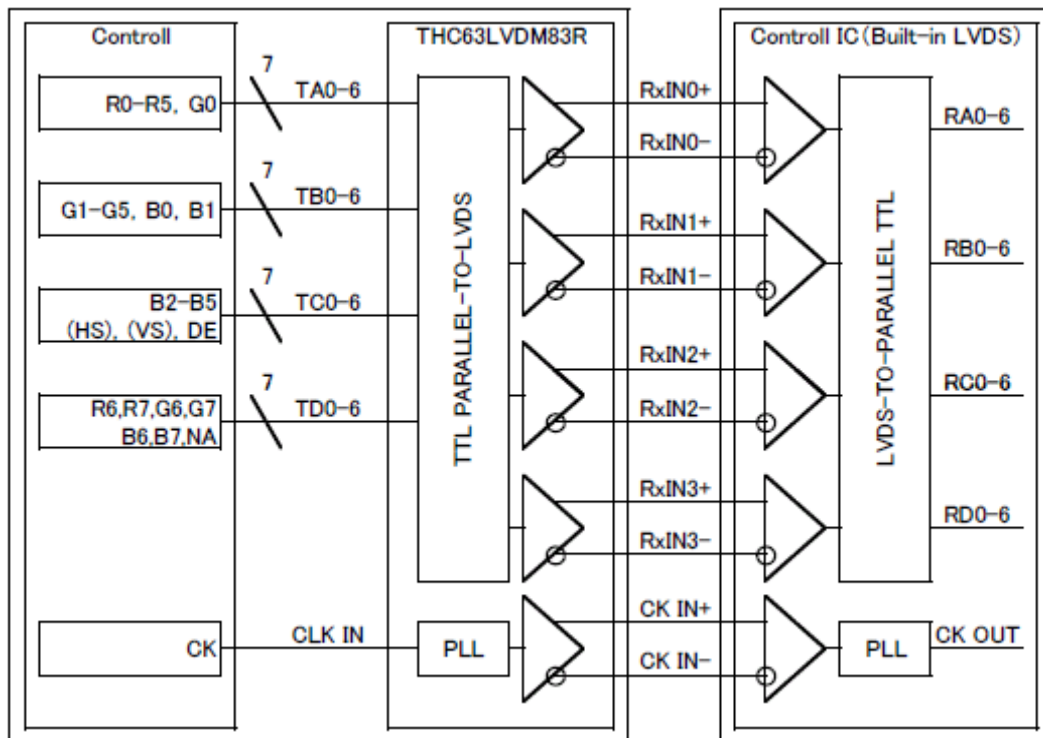 Controll
THC63LVDM83R
Controll IC(Built-in LVDS)
R0-R5, G0
7
TA0-6
RxIN0+
RxIN0-
RA0-6
G1-G5, B0, B1
7
TB0-6
RxIN1+
RxIN1-
RB0-6
B2-B5
(HS), (VS), DE
7
TC0-6
RxIN2+
RxIN2-
RC0-6
R6,R7,G6,G7
B6,B7,NA
7
TD0-6
RxIN3+
RxIN3-
RD0-6
TTL PARALLEL-TO-LVDS
LVDS-TO-PARALLEL TTL
CK
CLK IN
PLL
CK IN+
CK IN-
PLL
CK OUT